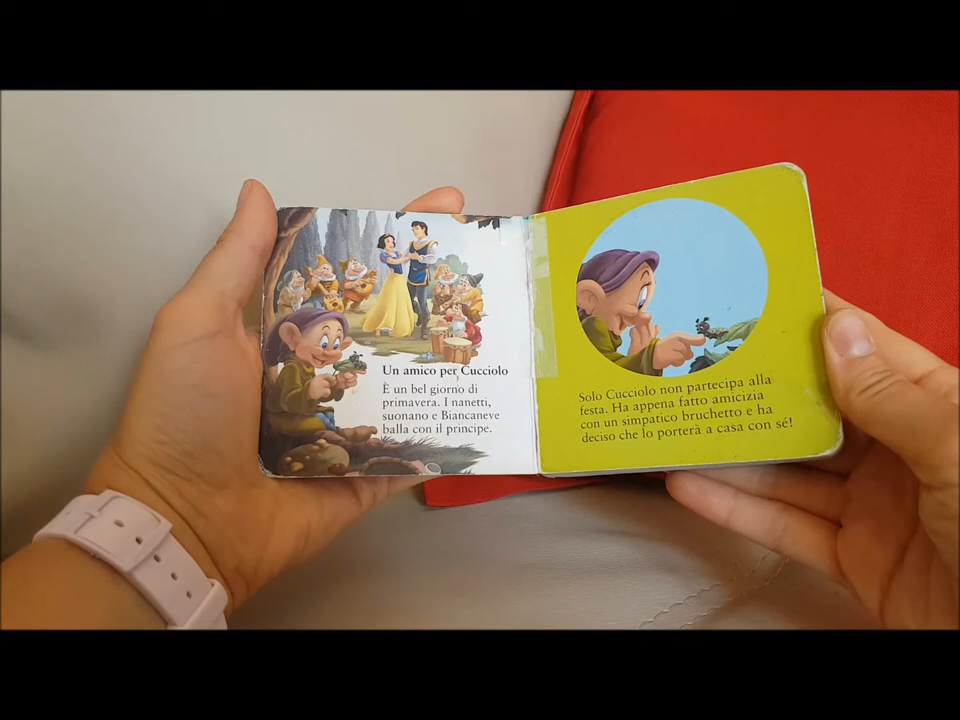 Un amico per Cucciolo
È un bel giorno di
primavera. I nanetti,
suonano e Biancaneve
balla con il principe.
Solo Cucciolo non partecipa alla
festa. Ha appena fatto amicizia
con un simpatico bruchetto e ha
deciso che lo porterà a casa con sé!